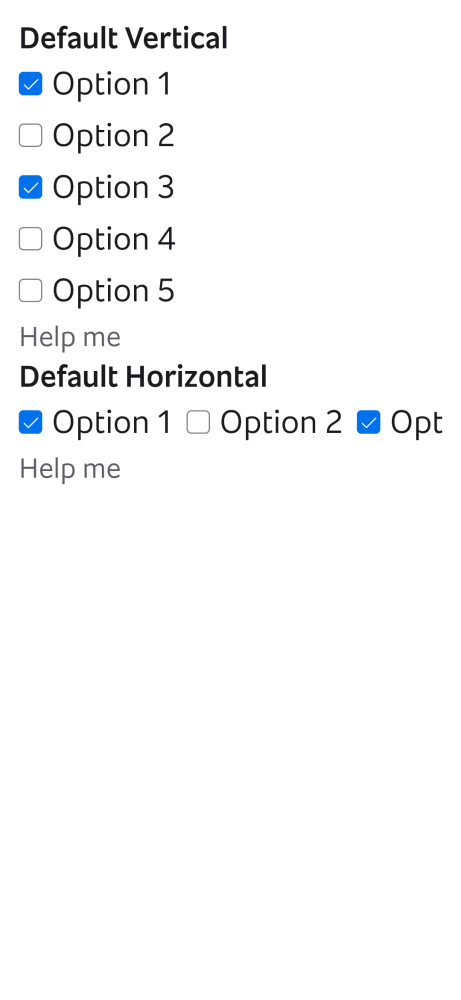 Default Vertical
Option 1
Option 2
Option 3
Option 4
Option 5
Help me
Default Horizontal
Option 1 Option 2 Opt
Help me